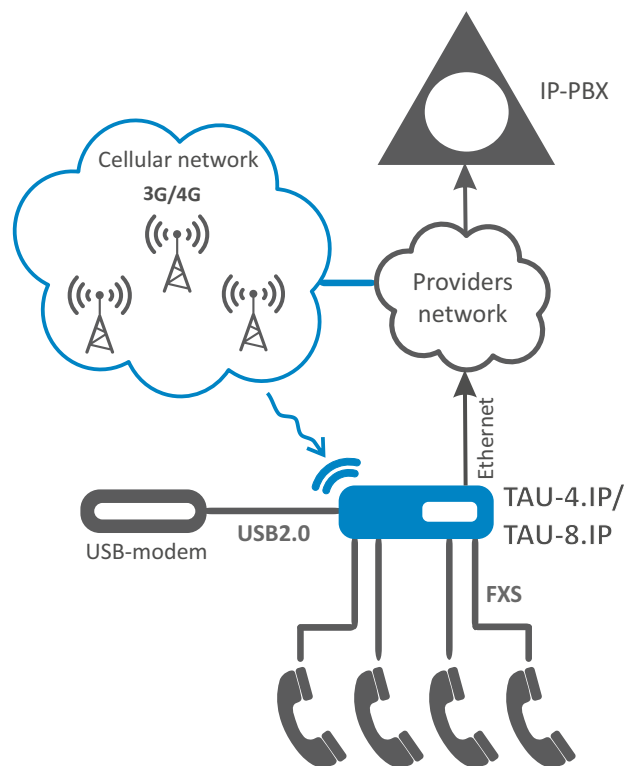 IP-PBX
Cellular network
3G/4G
Providers
network
Ethernet
TAU-4.IP/
TAU-8.IP
USB2.0
USB-modem
FXS